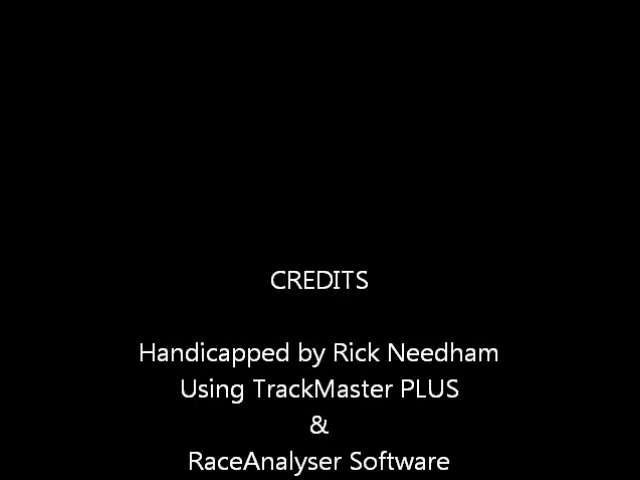 CREDITS
Handicapped by Rick Needham
Using TrackMaster PLUS
&
RaceAnalyser Software